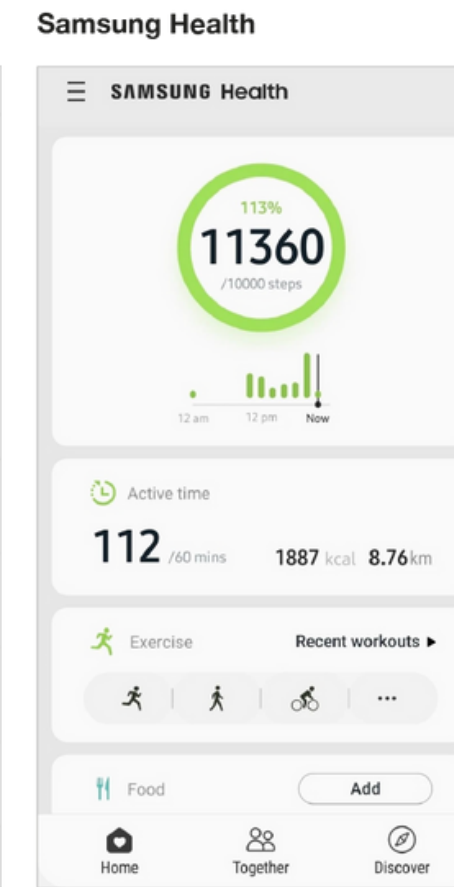 Samsung Health
SAMSUNG Health
113%
11360
/10000 steps
12 am 12 pm Now
Active time
112 /60 mins 1887 kcal 8.76km
Exercise Recent workouts ▶
Food Add
Home Together Discover